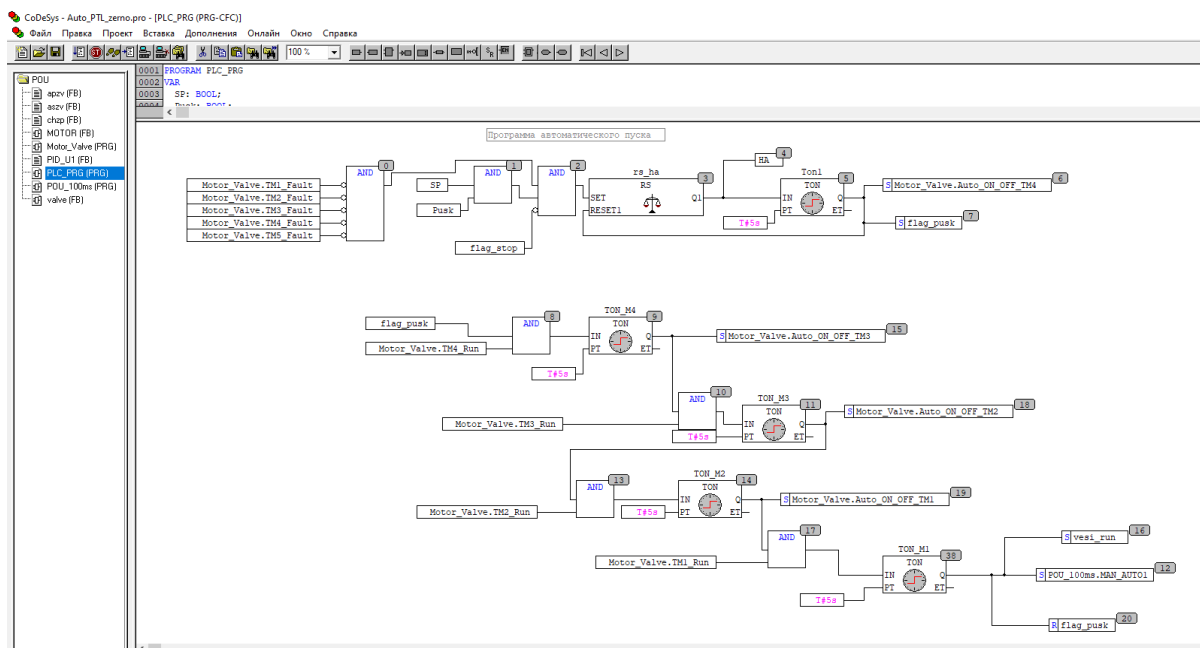 CoDeSys - Auto_PTL_zerno.pro - [PLC_PRG (PRG-CFC)]
Файл Правка Проект Вставка Дополнения Онлайн Окно Справка
100 %
POU
apzv (FB)
aszv (FB)
chzp (FB)
MOTOR (FB)
Motor_Valve (PRG)
PID_U1 (FB)
PLC_PRG (PRG)
POU_100ms (PRG)
valve (FB)
0001 PROGRAM PLC_PRG
0002 VAR
0003 SP: BOOL;
0004 Pusk: BOOL;
Программа автоматического пуска
Motor_Valve.TM1_Fault
Motor_Valve.TM2_Fault
Motor_Valve.TM3_Fault
Motor_Valve.TM4_Fault
Motor_Valve.TM5_Fault
AND 0
SP
Pusk
AND 1
flag_stop
AND 2
rs_ha
RS 3
SET Q1
RESET1
HA 4
Ton1
TON 5
IN Q
PT ET
T#5s
S Motor_Valve.Auto_ON_OFF_TM4 6
S flag_pusk 7
flag_pusk
Motor_Valve.TM4_Run
AND 8
TON_M4
TON 9
IN Q
PT ET
T#5s
S Motor_Valve.Auto_ON_OFF_TM3 15
Motor_Valve.TM3_Run
AND 10
TON_M3
TON 11
IN Q
PT ET
T#5s
S Motor_Valve.Auto_ON_OFF_TM2 18
Motor_Valve.TM2_Run
AND 13
TON_M2
TON 14
IN Q
PT ET
T#5s
S Motor_Valve.Auto_ON_OFF_TM1 19
Motor_Valve.TM1_Run
AND 17
TON_M1
TON 38
IN Q
PT ET
T#5s
S vesi_run 16
S POU_100ms.MAN_AUTO1 12
R flag_pusk 20